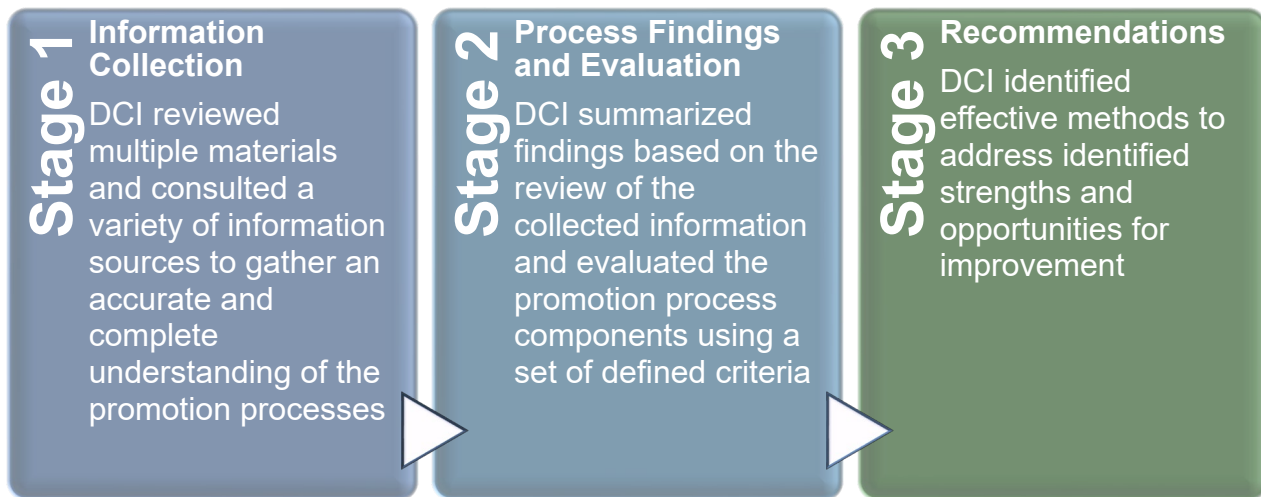 Stage 1
Information
Collection
DCI reviewed
multiple materials
and consulted a
variety of information
sources to gather an
accurate and
complete
understanding of the
promotion processes
Stage 2
Process Findings
and Evaluation
DCI summarized
findings based on the
review of the
collected information
and evaluated the
promotion process
components using a
set of defined criteria
Stage 3
Recommendations
DCI identified
effective methods to
address identified
strengths and
opportunities for
improvement